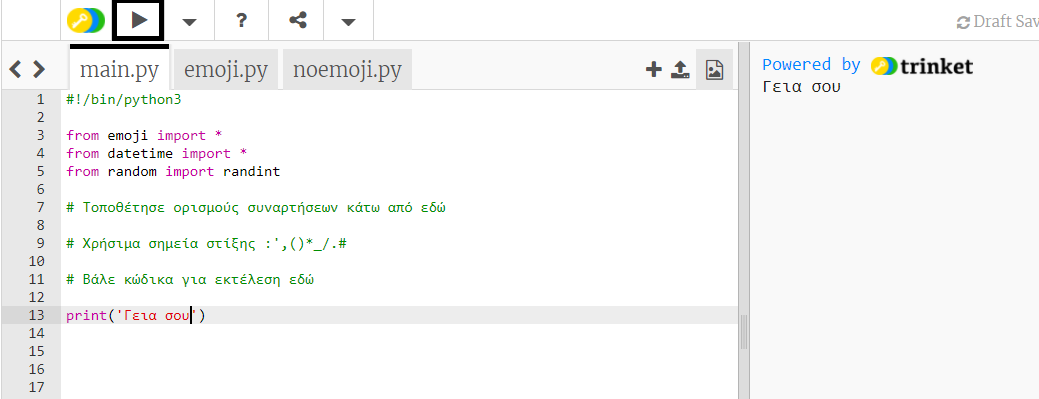 ? Draft Sav
main.py emoji.py noemoji.py
Powered by trinket
Γεια σου
1 #!/bin/python3
2
3 from emoji import *
4 from datetime import *
5 from random import randint
6
7 # Τοποθέτησε ορισμούς συναρτήσεων κάτω από εδώ
8
9 # Χρήσιμα σημεία στίξης :',()*_/.#
10
11 # Βάλε κώδικα για εκτέλεση εδώ
12
13 print('Γεια σου')
14
15
16
17